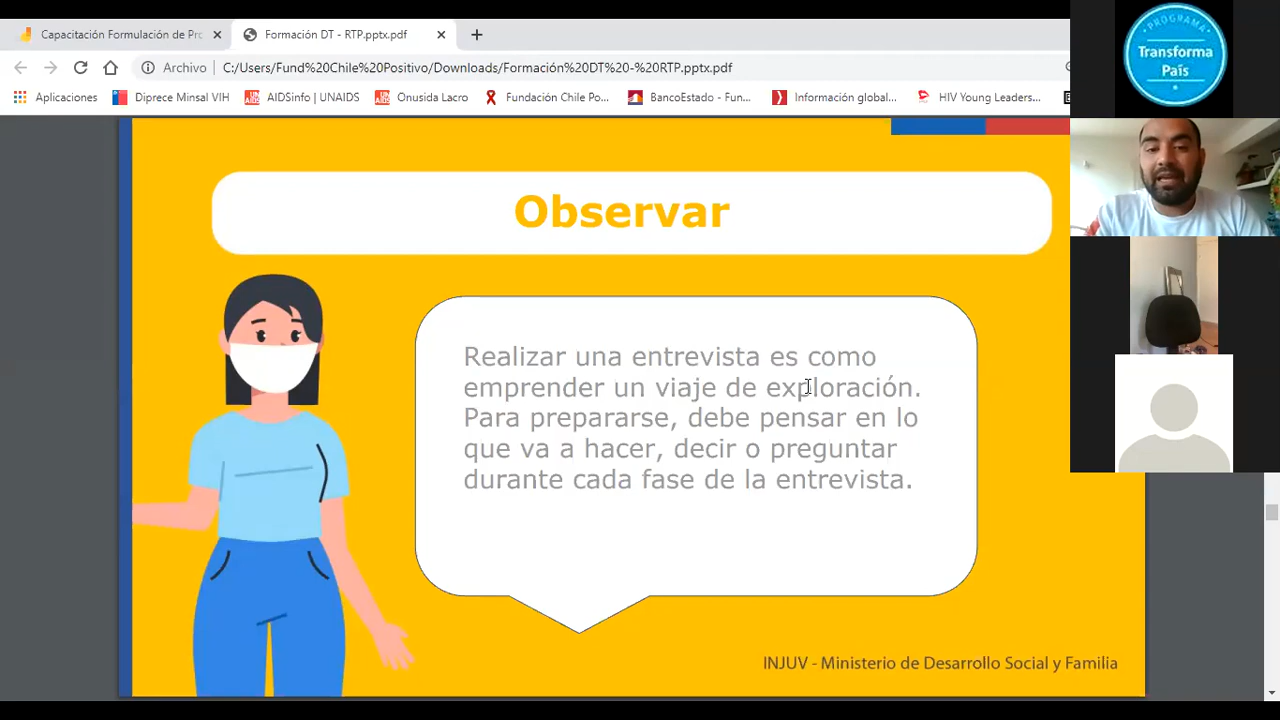 Capacitación Formulación de Pr
Formación DT - RTP.pptx.pdf
Archivo
C:/Users/Fund%20Chile%20Positivo/Downloads/Formación%20DT%20-%20RTP.pptx.pdf
Aplicaciones
Diprece Minsal VIH
AIDSinfo | UNAIDS
Onusida Lacro
Fundación Chile Po...
BancoEstado - Fun...
Información global...
HIV Young Leaders...
PROGRAMA
Transforma
País
Observar
Realizar una entrevista es como
emprender un viaje de exploración.
Para prepararse, debe pensar en lo
que va a hacer, decir o preguntar
durante cada fase de la entrevista.
INJUV - Ministerio de Desarrollo Social y Familia